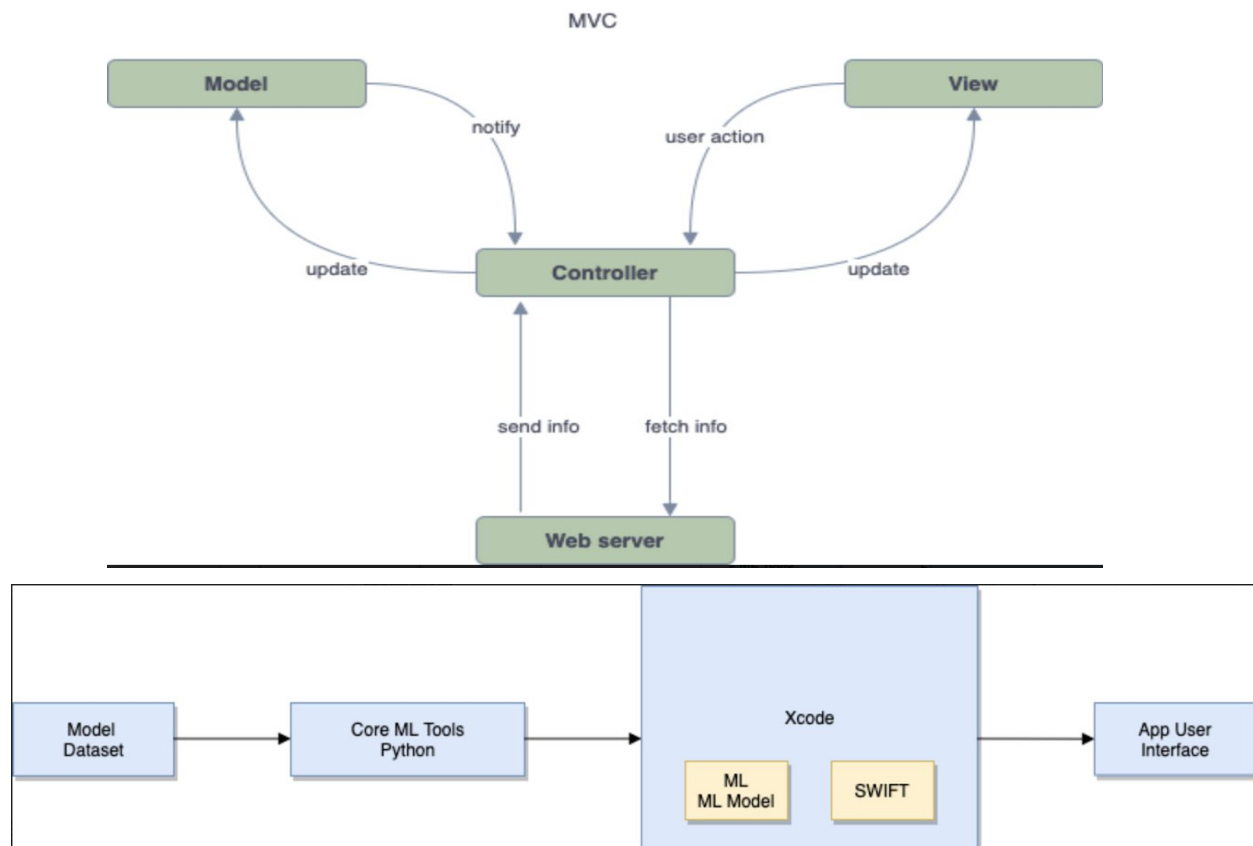 MVC
Model
View
notify
user action
Controller
update
update
send info
fetch info
Web server
Model
Dataset
Core ML Tools
Python
Xcode
ML
ML Model
SWIFT
App User
Interface